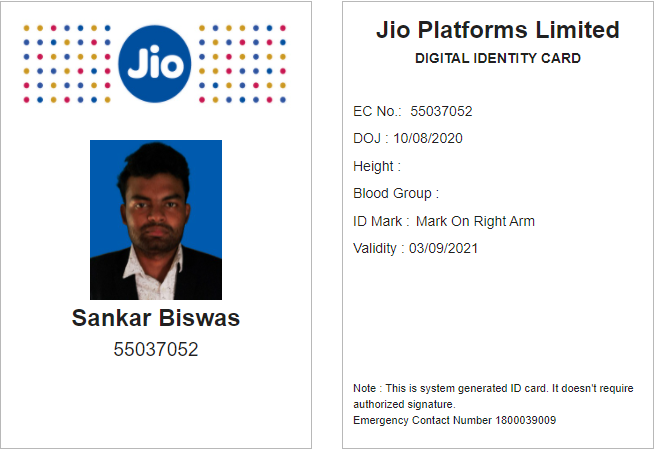 Jio
Sankar Biswas
55037052
Jio Platforms Limited
DIGITAL IDENTITY CARD
EC No.: 55037052
DOJ : 10/08/2020
Height :
Blood Group :
ID Mark : Mark On Right Arm
Validity : 03/09/2021
Note : This is system generated ID card. It doesn't require
authorized signature.
Emergency Contact Number 1800039009